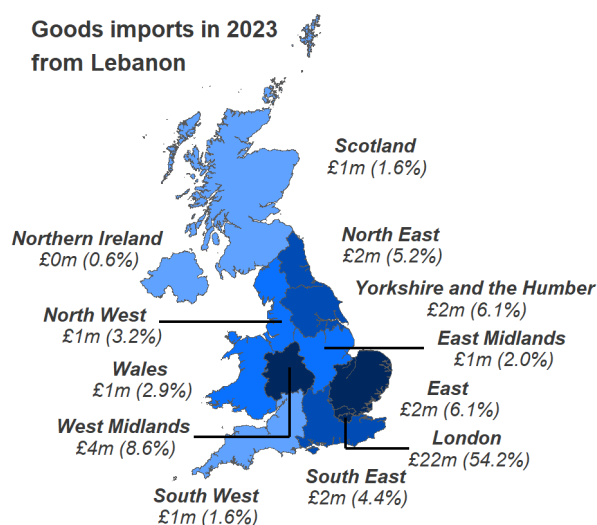 Goods imports in 2023
from Lebanon
Scotland
£1m (1.6%)
Northern Ireland
£0m (0.6%)
North East
£2m (5.2%)
Yorkshire and the Humber
£2m (6.1%)
North West
£1m (3.2%)
East Midlands
£1m (2.0%)
Wales
£1m (2.9%)
East
£2m (6.1%)
West Midlands
£4m (8.6%)
London
£22m (54.2%)
South East
£2m (4.4%)
South West
£1m (1.6%)